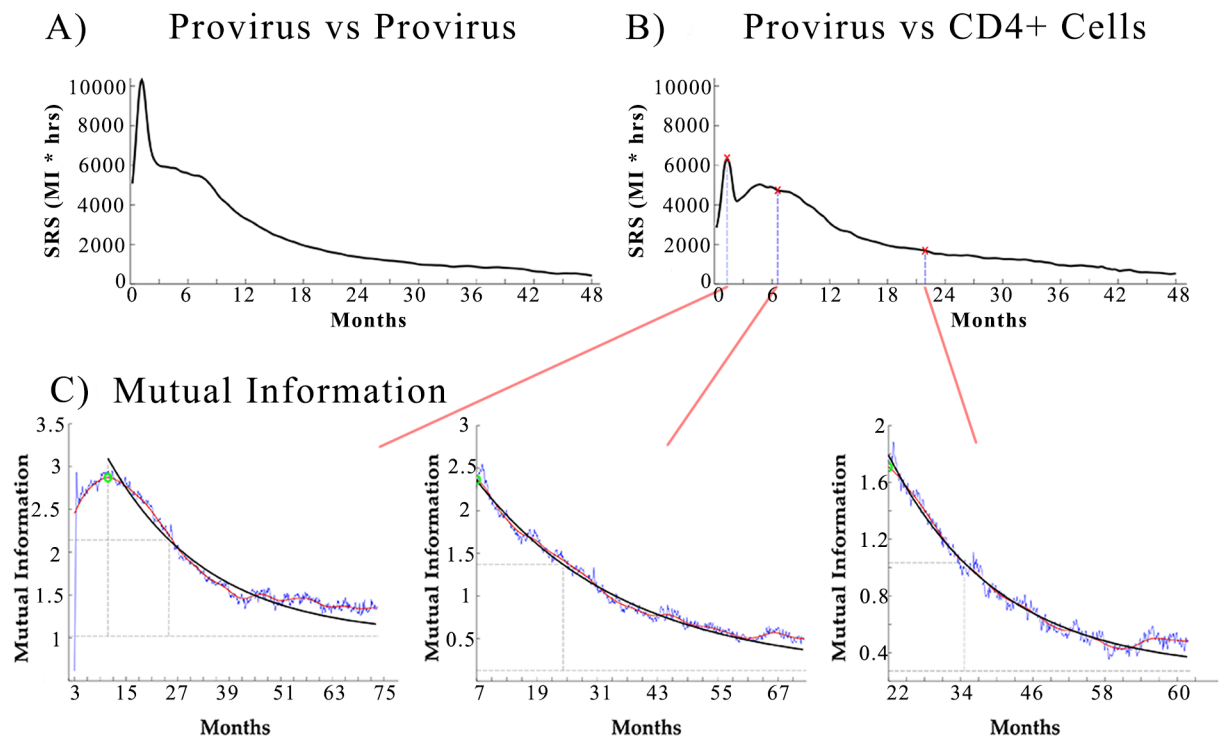 A) Provirus vs Provirus
B) Provirus vs CD4+ Cells
SRS (MI * hrs)
10000
8000
6000
4000
2000
0
0 6 12 18 24 30 36 42 48
Months
SRS (MI * hrs)
10000
8000
6000
4000
2000
0
0 6 12 18 24 30 36 42 48
Months
C) Mutual Information
Mutual Information
3.5
3
2.5
2
1.5
1
3 15 27 39 51 63 75
Months
Mutual Information
3
2.5
2
1.5
1
0.5
7 19 31 43 55 67
Months
Mutual Information
2
1.6
1.2
0.8
0.4
22 34 46 58 60
Months